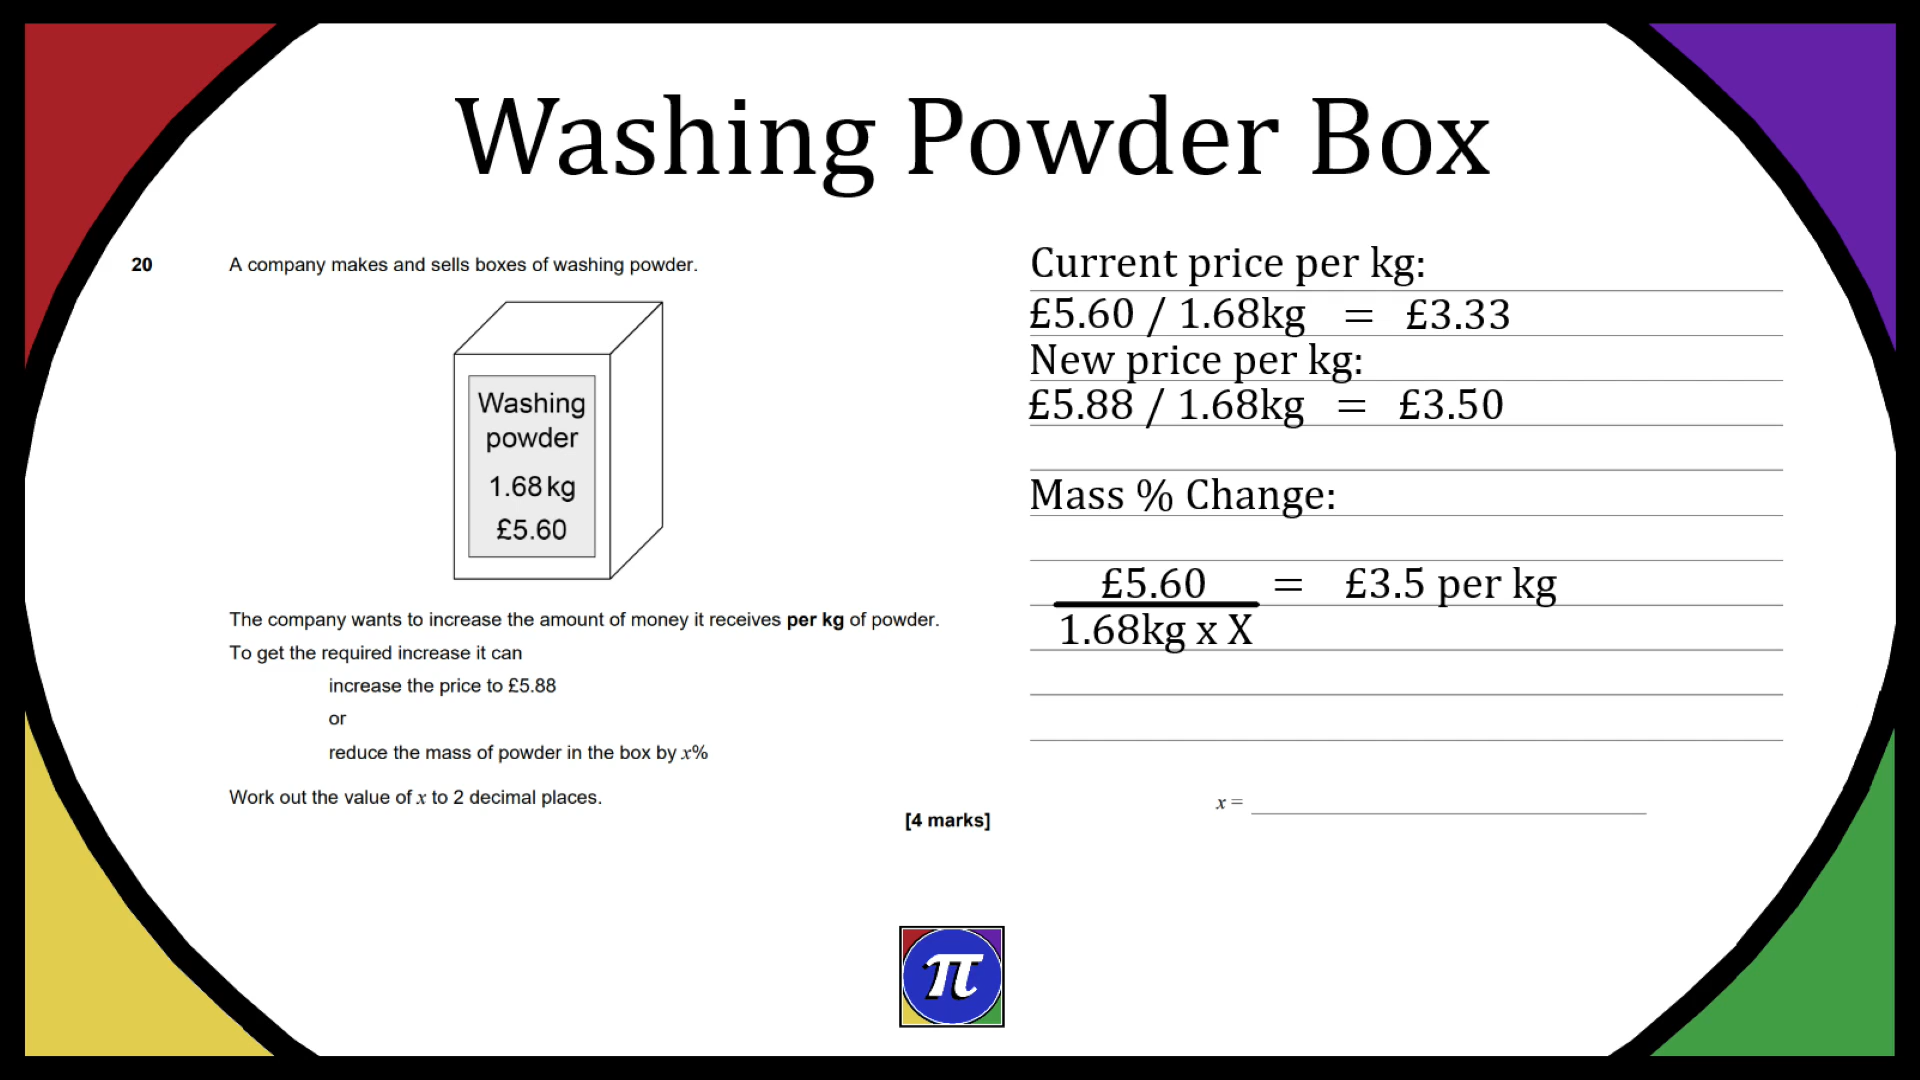 Washing Powder Box
20 A company makes and sells boxes of washing powder.
Washing
powder
1.68 kg
£5.60
The company wants to increase the amount of money it receives per kg of powder.
To get the required increase it can
increase the price to £5.88
or
reduce the mass of powder in the box by x%
Work out the value of x to 2 decimal places.
[4 marks]
Current price per kg:
£5.60 / 1.68kg = £3.33
New price per kg:
£5.88 / 1.68kg = £3.50
Mass % Change:
£5.60 = £3.5 per kg
1.68kg x X
x =
π